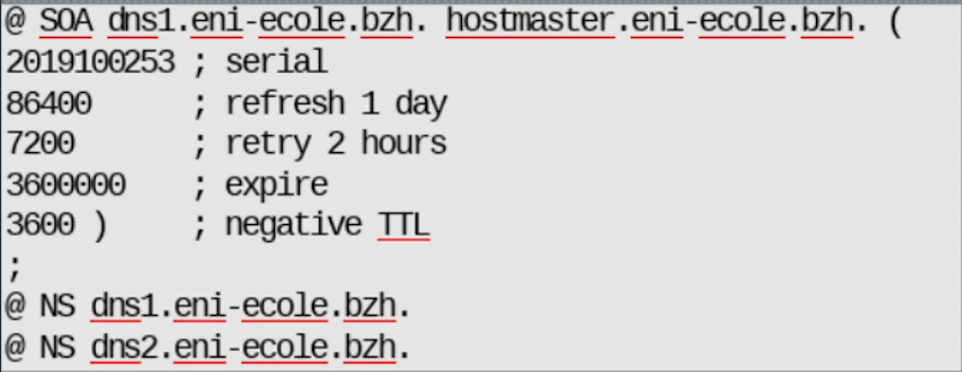 @ SOA dns1.eni-ecole.bzh. hostmaster.eni-ecole.bzh. (
2019100253 ; serial
86400 ; refresh 1 day
7200 ; retry 2 hours
3600000 ; expire
3600 ) ; negative TTL
;
@ NS dns1.eni-ecole.bzh.
@ NS dns2.eni-ecole.bzh.